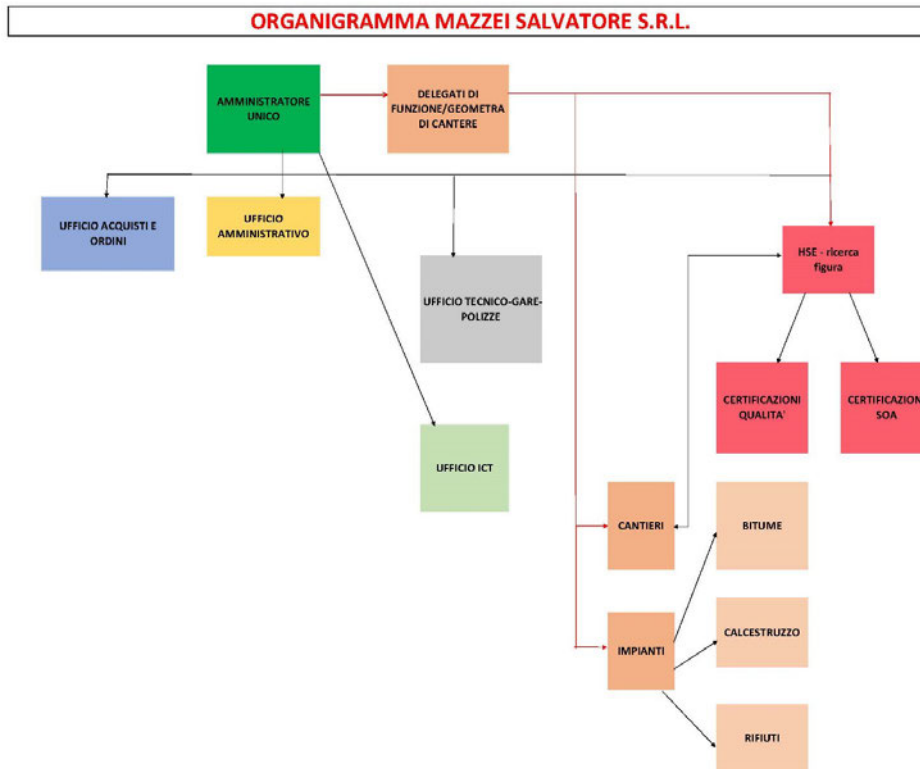 ORGANIGRAMMA MAZZEI SALVATORE S.R.L.
AMMINISTRATORE
UNICO
DELEGATI DI
FUNZIONE/GEOMETRA
DI CANTERE
UFFICIO ACQUISTI E
ORDINI
UFFICIO
AMMINISTRATIVO
HSE - ricerca
figura
UFFICIO TECNICO-GARE-
POLIZZE
CERTIFICAZIONI
QUALITA'
CERTIFICAZION
SOA
UFFICIO ICT
CANTIERI
BITUME
IMPIANTI
CALCESTRUZZO
RIFIUTI